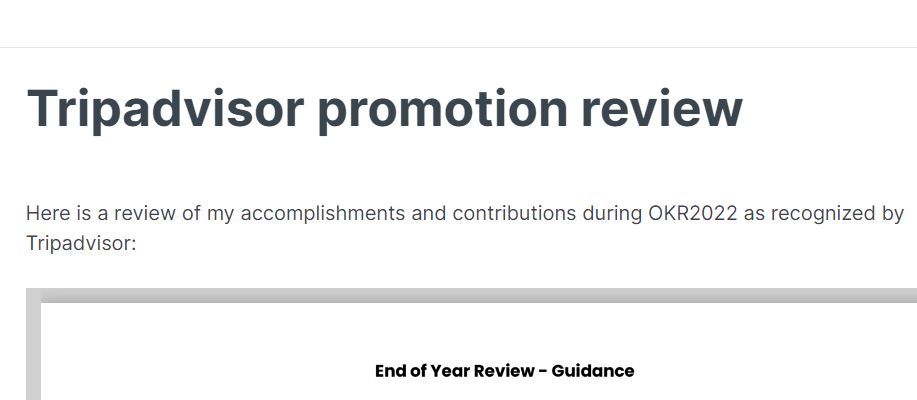 Tripadvisor promotion review
Here is a review of my accomplishments and contributions during OKR2022 as recognized by
Tripadvisor:
End of Year Review - Guidance